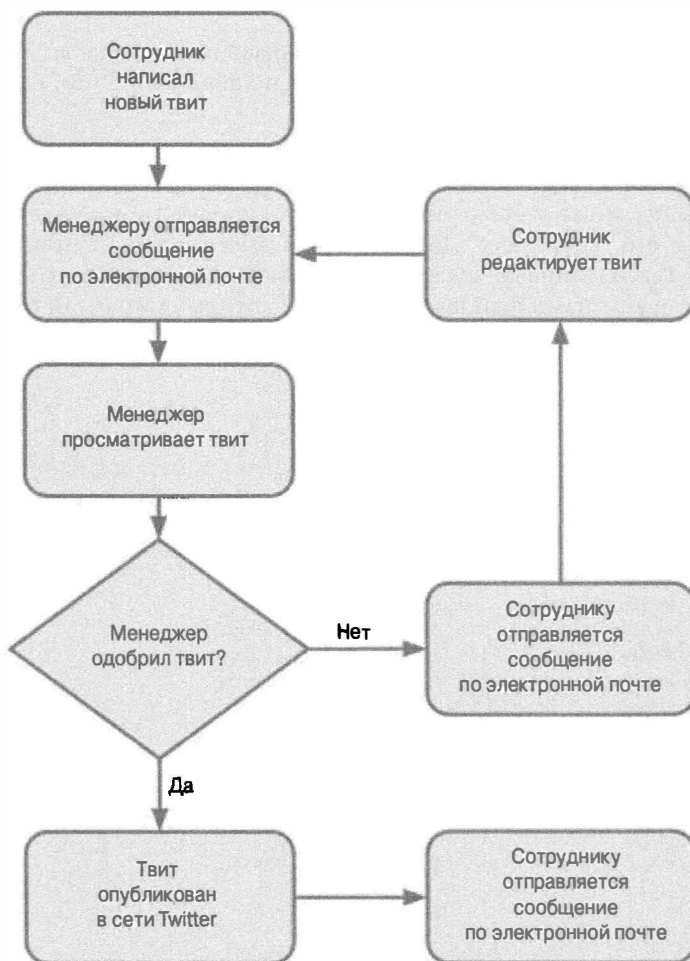 Сотрудник
написал
новый твит
Менеджеру отправляется
сообщение
по электронной почте
Сотрудник
редактирует твит
Менеджер
просматривает твит
Менеджер
одобрил твит?
Нет
Сотруднику
отправляется
сообщение
по электронной почте
Да
Твит
опубликован
в сети Twitter
Сотруднику
отправляется
сообщение
по электронной почте